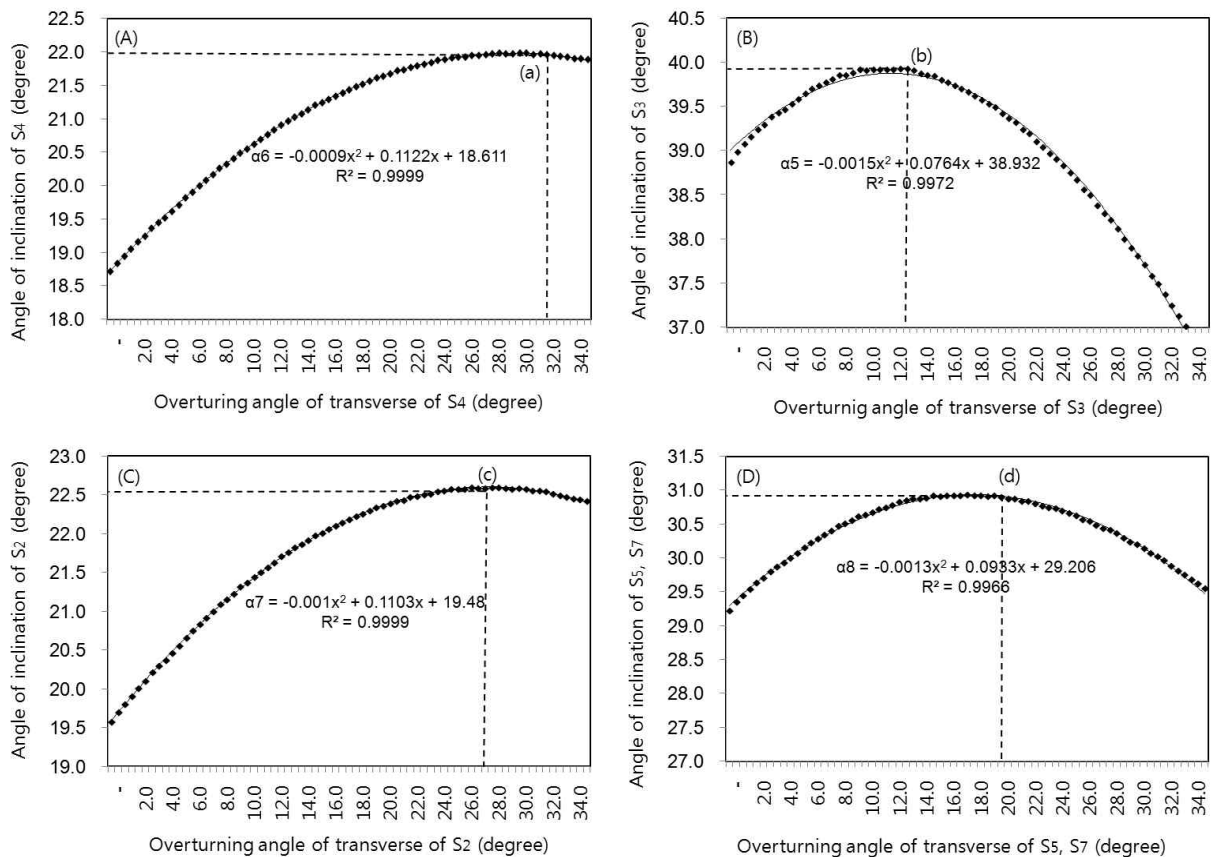 (A)
Angle of inclination of S4 (degree)
22.5
22.0
21.5
21.0
20.5
20.0
19.5
19.0
18.5
18.0
(a)
α6 = -0.0009x² + 0.1122x + 18.611
R² = 0.9999
- 2.0 4.0 6.0 8.0 10.0 12.0 14.0 16.0 18.0 20.0 22.0 24.0 26.0 28.0 30.0 32.0 34.0
Overturing angle of transverse of S4 (degree)
(B)
Angle of inclination of S3 (degree)
40.5
40.0
39.5
39.0
38.5
38.0
37.5
37.0
(b)
α5 = -0.0015x² + 0.0764x + 38.932
R² = 0.9972
- 2.0 4.0 6.0 8.0 10.0 12.0 14.0 16.0 18.0 20.0 22.0 24.0 26.0 28.0 30.0 32.0 34.0
Overturnig angle of transverse of S3 (degree)
(C)
Angle of inclination of S2 (degree)
23.0
22.5
22.0
21.5
21.0
20.5
20.0
19.5
19.0
(c)
α7 = -0.001x² + 0.1103x + 19.48
R² = 0.9999
- 2.0 4.0 6.0 8.0 10.0 12.0 14.0 16.0 18.0 20.0 22.0 24.0 26.0 28.0 30.0 32.0 34.0
Overturning angle of transverse of S2 (degree)
(D)
Angle of inclination of S5, S7 (degree)
31.5
31.0
30.5
30.0
29.5
29.0
28.5
28.0
27.5
27.0
(d)
α8 = -0.0013x² + 0.0933x + 29.206
R² = 0.9966
- 2.0 4.0 6.0 8.0 10.0 12.0 14.0 16.0 18.0 20.0 22.0 24.0 26.0 28.0 30.0 32.0 34.0
Overturning angle of transverse of S5, S7 (degree)